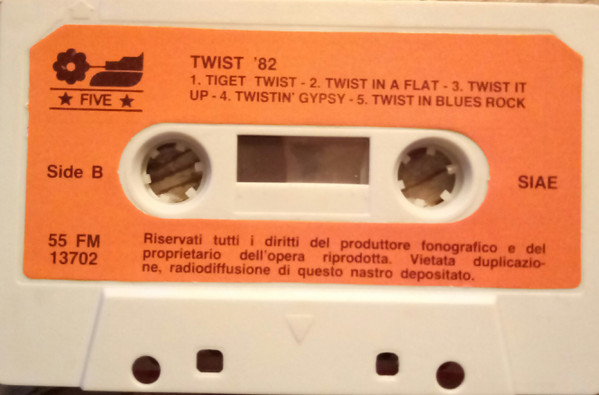 TWIST '82
1. TIGET TWIST - 2. TWIST IN A FLAT - 3. TWIST IT
UP - 4. TWISTIN' GYPSY - 5. TWIST IN BLUES ROCK
★ FIVE ★
Side B
SIAE
55 FM
13702
Riservati tutti i diritti del produttore fonografico e del
proprietario dell'opera riprodotta. Vietata duplicazio-
ne, radiodiffusione di questo nastro depositato.